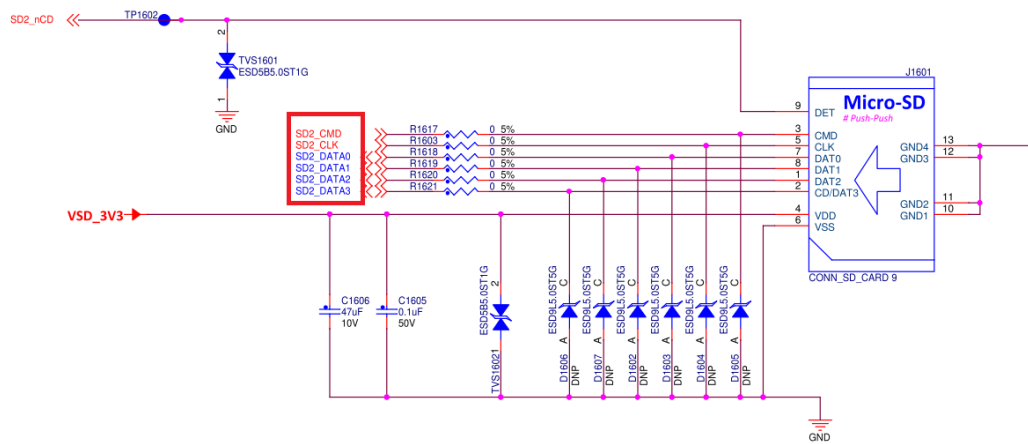 SD2_nCD
TP1602
2
TVS1601
ESD5B5.0ST1G
1
GND
J1601
Micro-SD
# Push-Push
9 DET
SD2_CMD R1617 0 5% 3 CMD
SD2_CLK R1603 0 5% 5 CLK
SD2_DATA0 R1618 0 5% 7 DAT0
SD2_DATA1 R1619 0 5% 8 DAT1
SD2_DATA2 R1620 0 5% 1 DAT2
SD2_DATA3 R1621 0 5% 2 CD/DAT3
GND4 13
GND3 12
GND2 11
GND1 10
VSD_3V3
4 VDD
6 VSS
CONN_SD_CARD 9
C1606
47uF
10V
C1605
0.1uF
50V
ESD5B5.0ST1G
2
TVS16021
ESD9L5.0ST5G
C
A
D1606
DNP
ESD9L5.0ST5G
C
A
D1607
DNP
ESD9L5.0ST5G
C
A
D1602
DNP
ESD9L5.0ST5G
C
A
D1603
DNP
ESD9L5.0ST5G
C
A
D1604
DNP
ESD9L5.0ST5G
C
A
D1605
DNP
GND